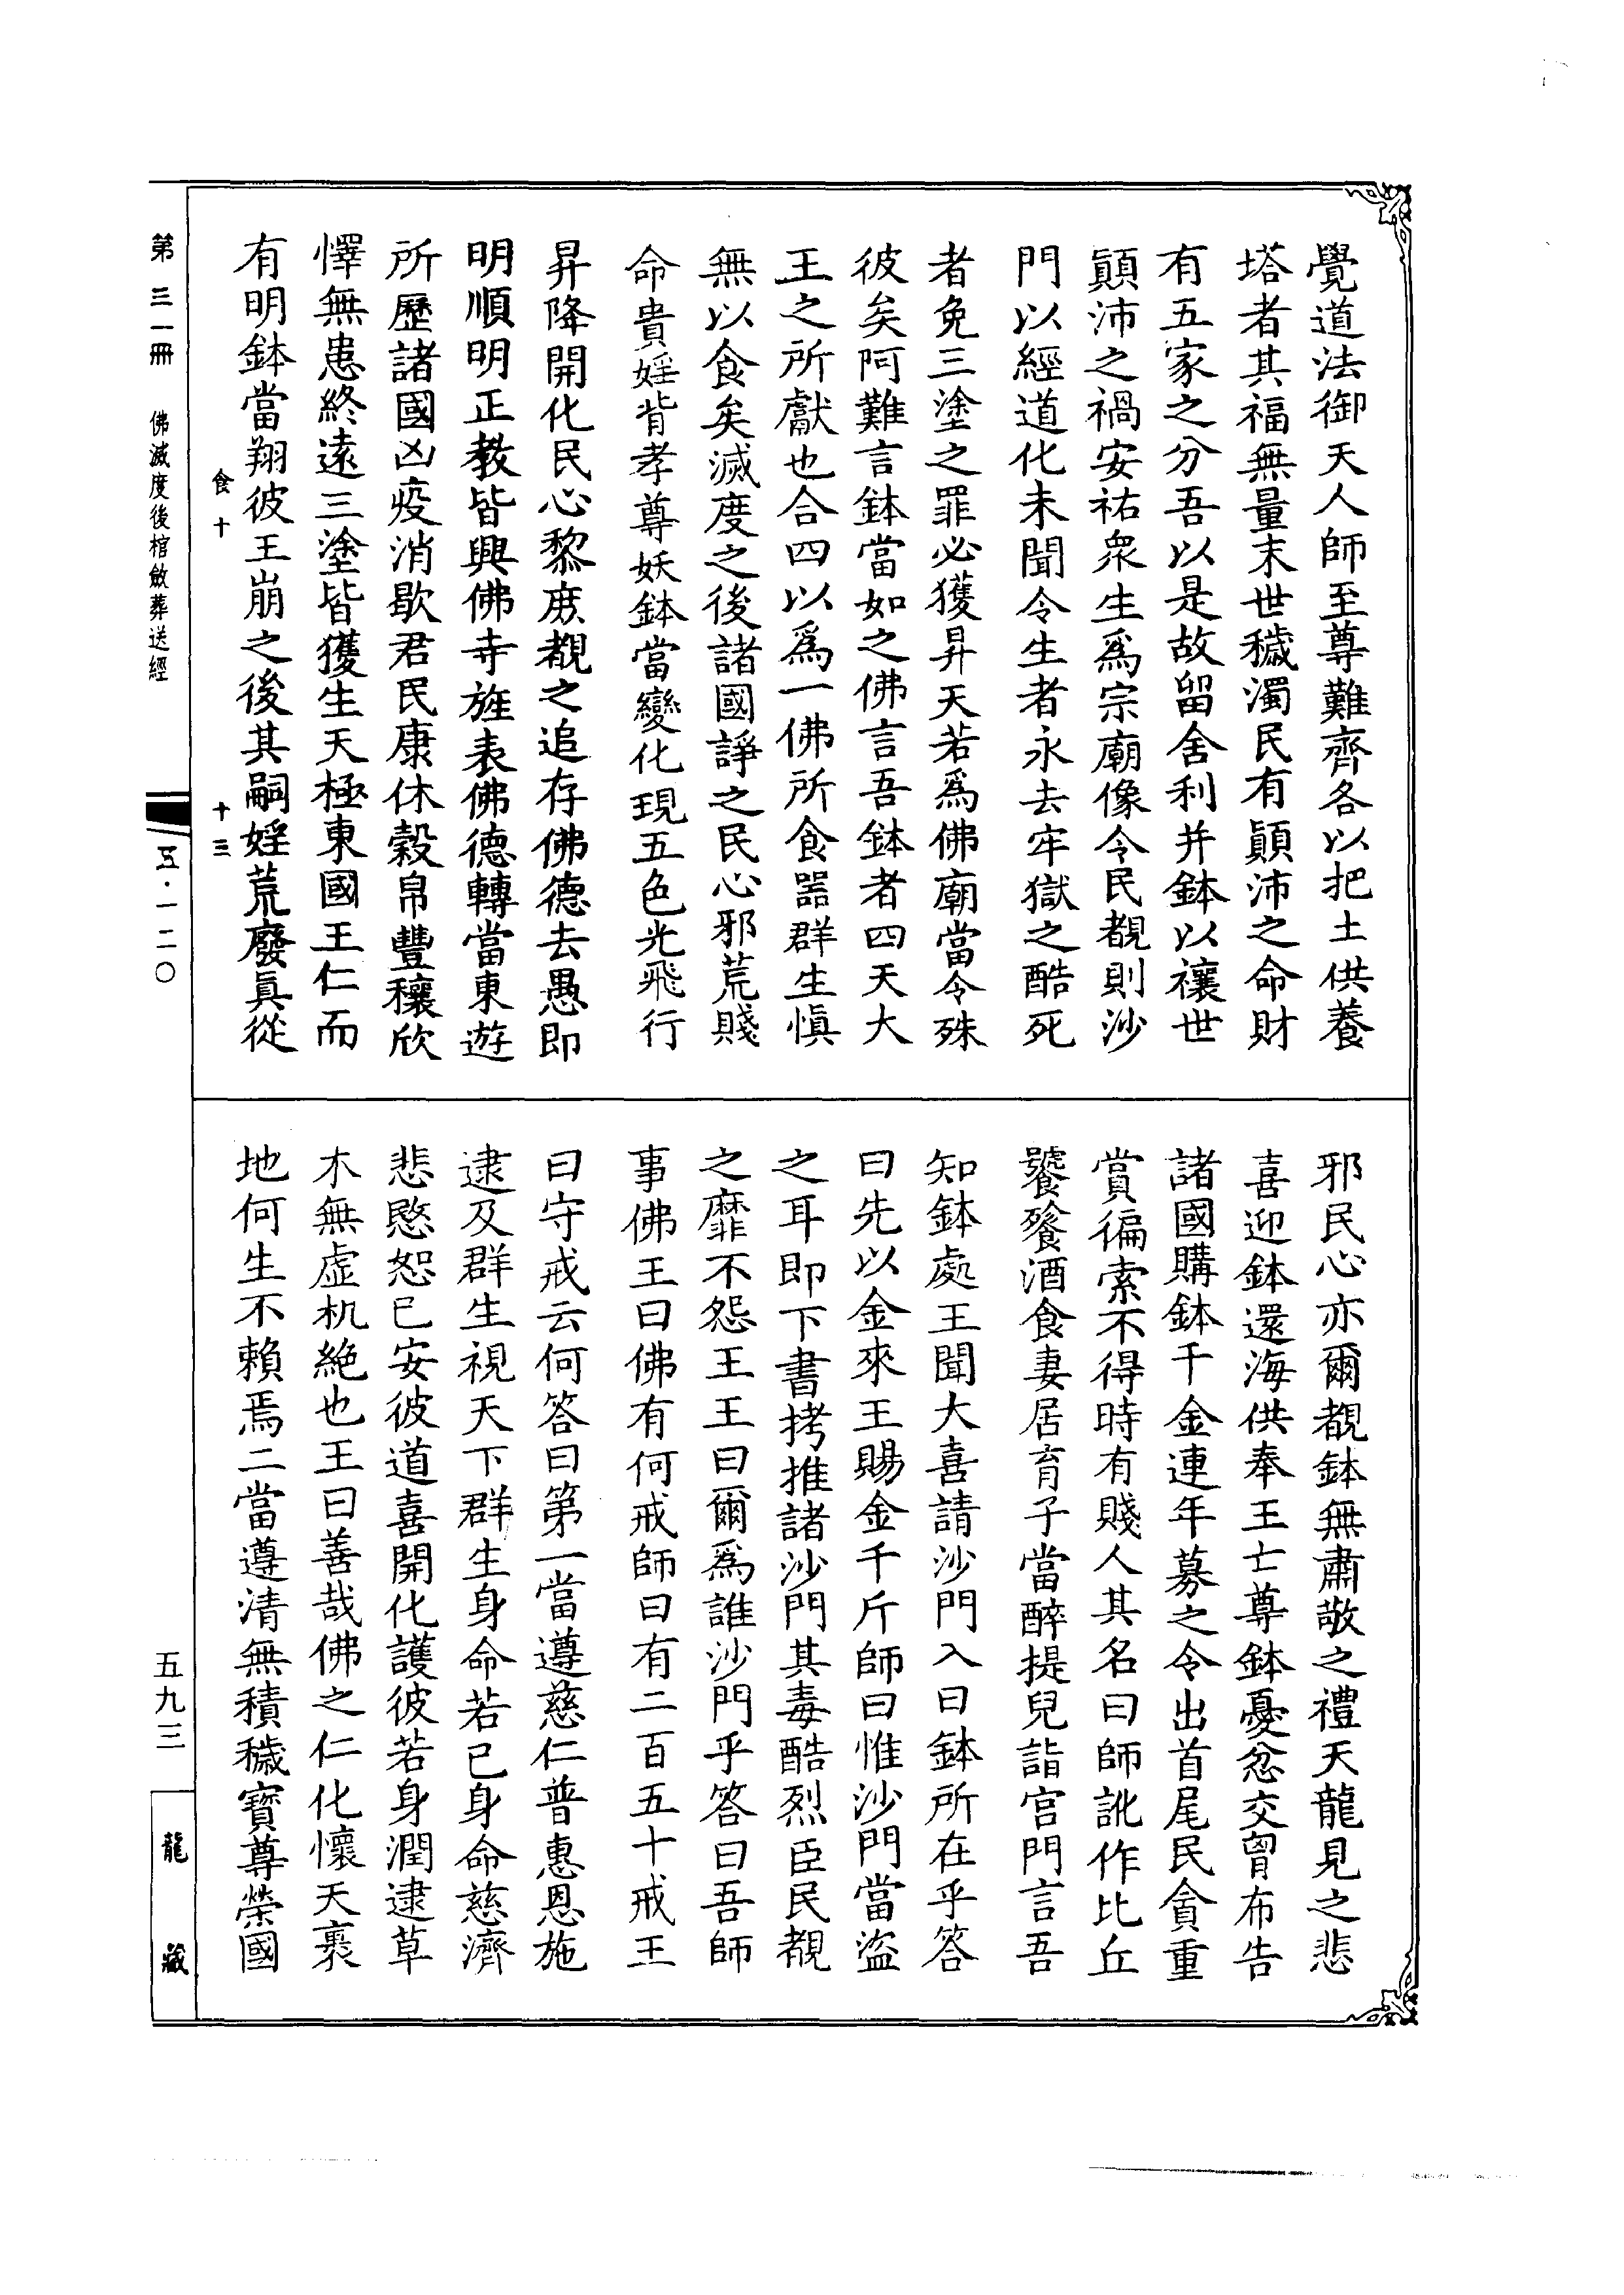 覺道法御天人師至尊難齊各以把土供養
塔者其福無量末世穢濁民有顚沛之命財
有五家之分吾以是故留舍利并鉢以禳世
顚沛之禍安祐衆生爲宗廟像令民覩則沙
門以經道化未聞令生者永去牢獄之酷死
者免三塗之罪必獲昇天若爲佛廟當令殊
彼矣阿難言鉢當如之佛言吾鉢者四天大
王之所獻也合四以爲一佛所食噐群生愼
無以食矣滅度之後諸國諍之民心邪荒賤
命貴婬背孝尊妖鉢當變化現五色光飛行
昇降開化民心黎庶覩之追存佛德去愚即
明順明正教皆興佛寺旌表佛德轉當東遊
所歷諸國凶疫消歇君民康休穀帛豐穰欣
懌無患終遠三塗皆獲生天極東國王仁而
有明鉢當翔彼王崩之後其嗣婬荒廢眞從
邪民心亦爾覩鉢無肅敬之禮天龍見之悲
喜迎鉢還海供奉王亡尊鉢憂忿交胷布告
諸國購鉢千金連年募之令出首尾民貪重
賞徧索不得時有賤人其名曰師訛作比丘
饕餮酒食妻居育子當醉提兒詣宮門言吾
知鉢處王聞大喜請沙門入曰鉢所在乎答
曰先以金來王賜金千斤師曰惟沙門當盜
之耳即下書拷推諸沙門其毒酷烈臣民覩
之靡不怨王王曰爾爲誰沙門乎答曰吾師
事佛王曰佛有何戒師曰有二百五十戒王
曰守戒云何答曰第一當遵慈仁普惠恩施
逮及群生視天下群生身命若已身命慈濟
悲愍恕已安彼道喜開化護彼若身潤逮草
木無虛机絶也王曰善哉佛之仁化懷天裹
地何生不賴焉二當遵清無積穢寳尊榮國
食十
十三
第三一冊　佛滅度後棺斂葬送經
五·一二〇
五九三
龍藏